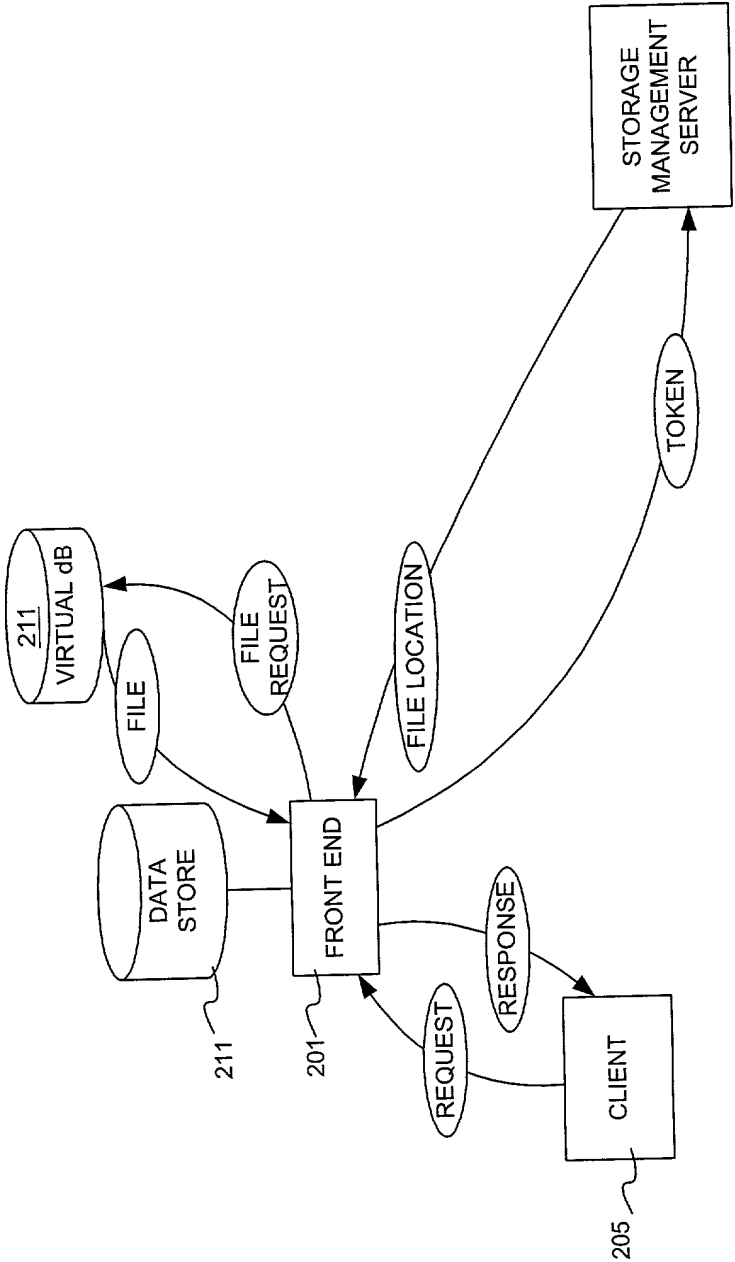 211
VIRTUAL dB
FILE
FILE
REQUEST
DATA
STORE
211
FRONT END
201
FILE LOCATION
STORAGE
MANAGEMENT
SERVER
TOKEN
REQUEST
RESPONSE
CLIENT
205